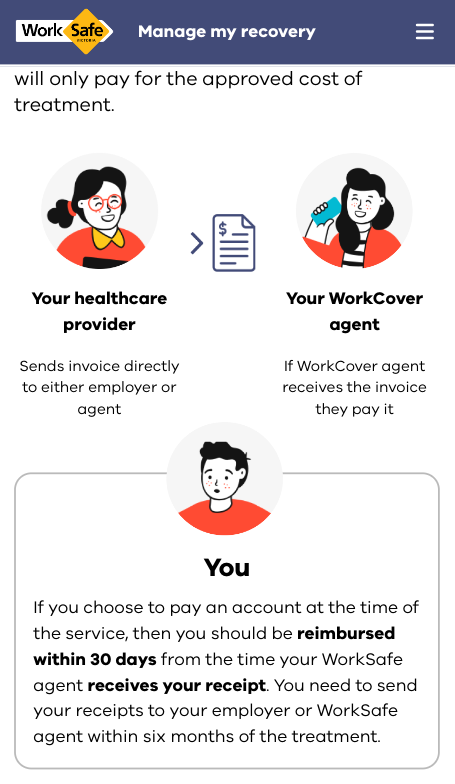 WorkSafe
VICTORIA
Manage my recovery
will only pay for the approved cost of
treatment.
$
Your healthcare
provider
Your WorkCover
agent
Sends invoice directly
to either employer or
agent
If WorkCover agent
receives the invoice
they pay it
You
If you choose to pay an account at the time of
the service, then you should be reimbursed
within 30 days from the time your WorkSafe
agent receives your receipt. You need to send
your receipts to your employer or WorkSafe
agent within six months of the treatment.